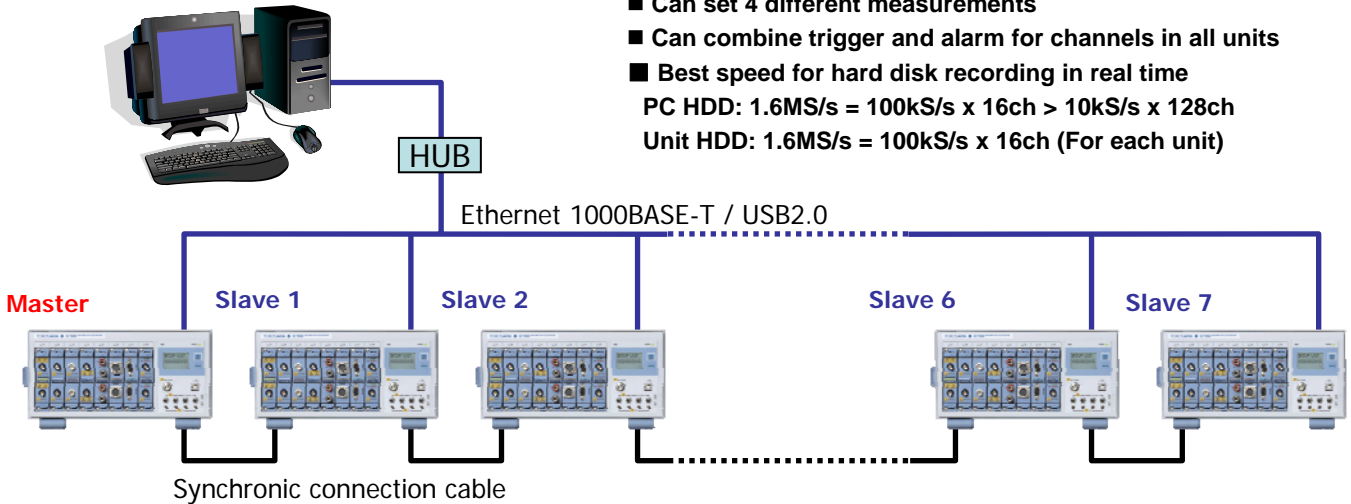 ■ Can set 4 different measurements
■ Can combine trigger and alarm for channels in all units
■ Best speed for hard disk recording in real time
PC HDD: 1.6MS/s = 100kS/s x 16ch > 10kS/s x 128ch
Unit HDD: 1.6MS/s = 100kS/s x 16ch (For each unit)
HUB
Ethernet 1000BASE-T / USB2.0
Master
Slave 1
Slave 2
Slave 6
Slave 7
Synchronic connection cable